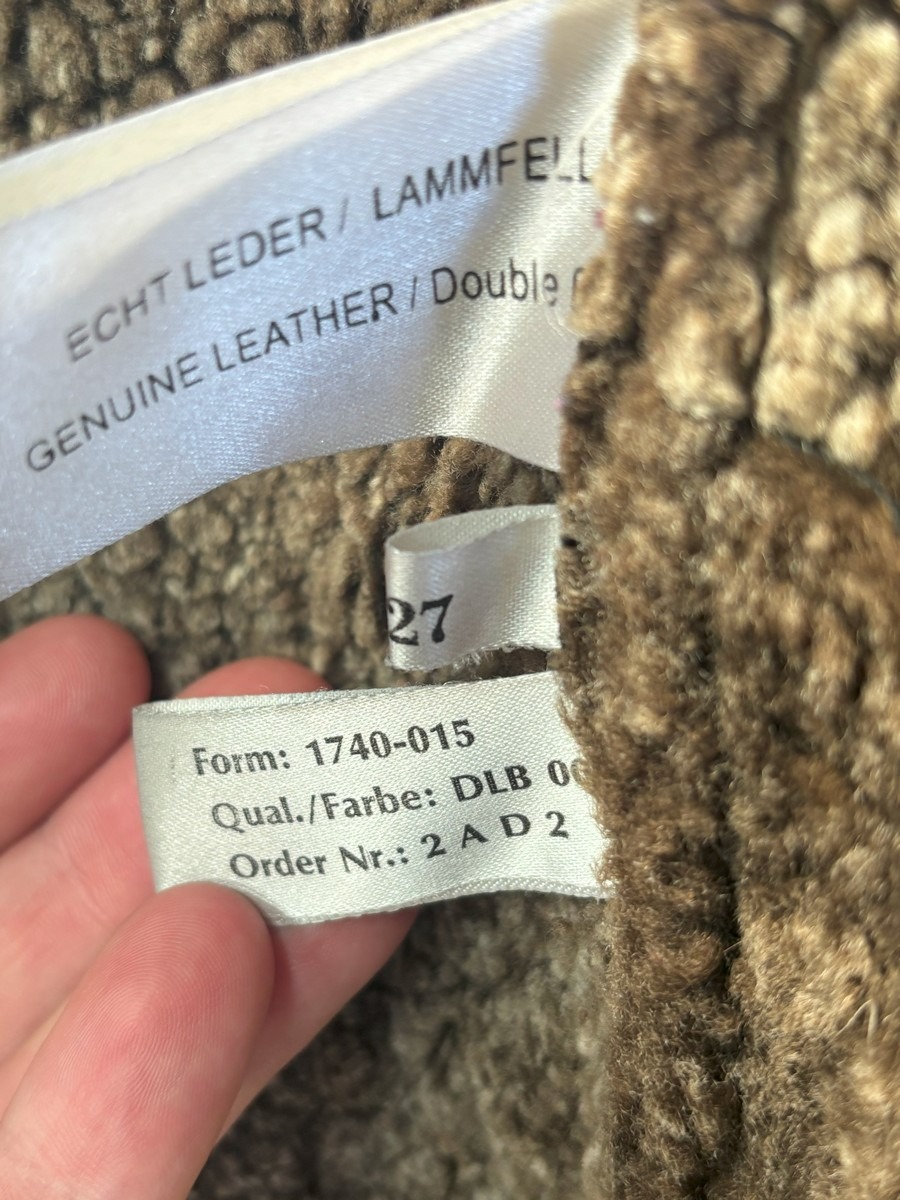 ECHT LEDER / LAMMFELL
GENUINE LEATHER / Double
27
Form: 1740-015
Qual./Farbe: DLB
Order Nr.: 2 A D 2